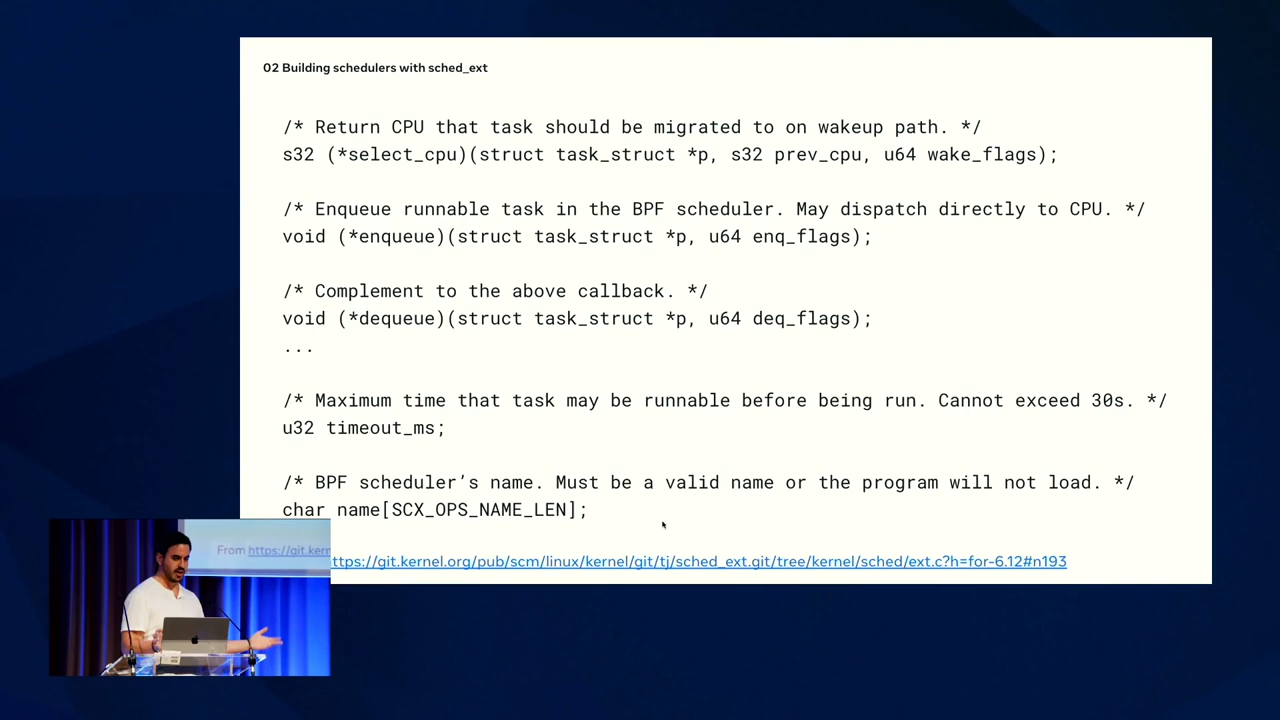 02 Building schedulers with sched_ext
/* Return CPU that task should be migrated to on wakeup path. */
s32 (*select_cpu)(struct task_struct *p, s32 prev_cpu, u64 wake_flags);
/* Enqueue runnable task in the BPF scheduler. May dispatch directly to CPU. */
void (*enqueue)(struct task_struct *p, u64 enq_flags);
/* Complement to the above callback. */
void (*dequeue)(struct task_struct *p, u64 deq_flags);
...
/* Maximum time that task may be runnable before being run. Cannot exceed 30s. */
u32 timeout_ms;
/* BPF scheduler’s name. Must be a valid name or the program will not load. */
char name[SCX_OPS_NAME_LEN];
ttps://git.kernel.org/pub/scm/linux/kernel/git/tj/sched_ext.git/tree/kernel/sched/ext.c?h=for-6.12#n193
From https://git.kern